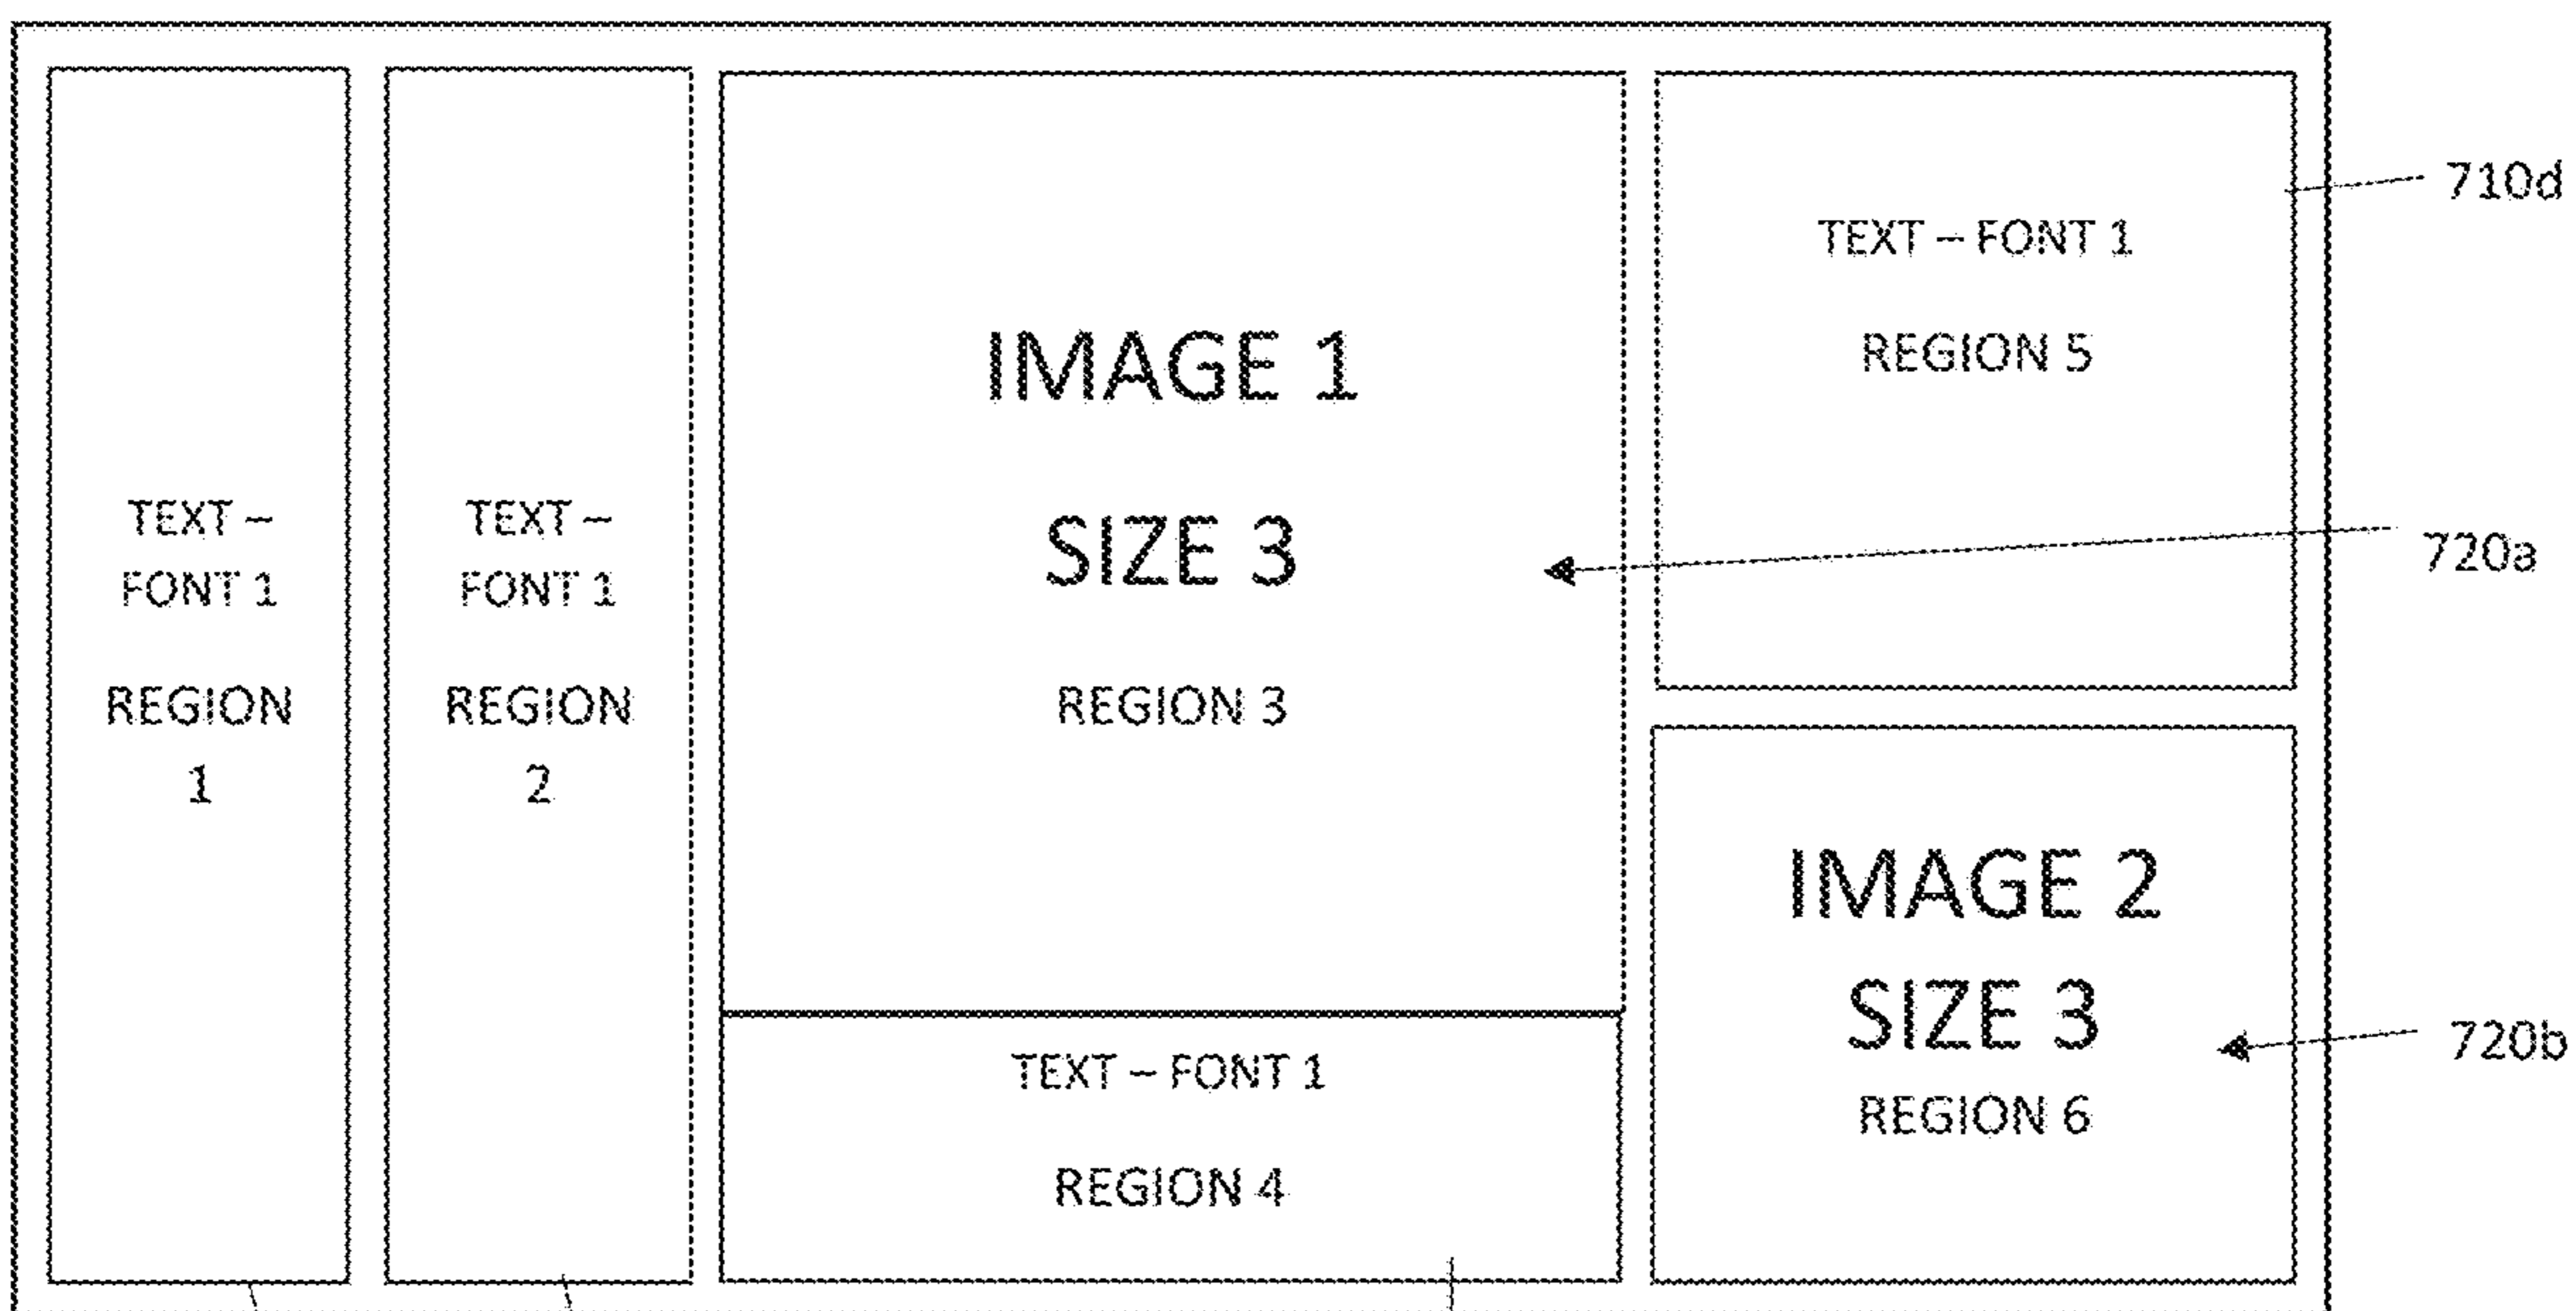 TEXT –
FONT 1
REGION
1
TEXT –
FONT 1
REGION
2
IMAGE 1
SIZE 3
REGION 3
TEXT – FONT 1
REGION 4
TEXT – FONT 1
REGION 5
IMAGE 2
SIZE 3
REGION 6
710d
720a
720b